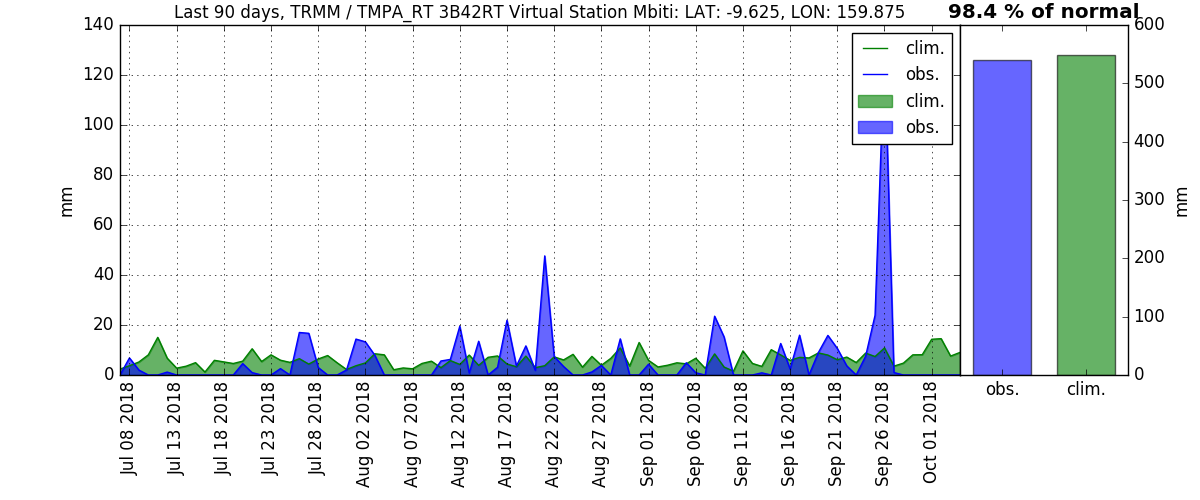 Last 90 days, TRMM / TMPA_RT 3B42RT Virtual Station Mbiti: LAT: -9.625, LON: 159.875
98.4 % of normal
140
120
100
80
60
40
20
0
mm
clim.
obs.
clim.
obs.
Jul 08 2018
Jul 13 2018
Jul 18 2018
Jul 23 2018
Jul 28 2018
Aug 02 2018
Aug 07 2018
Aug 12 2018
Aug 17 2018
Aug 22 2018
Aug 27 2018
Sep 01 2018
Sep 06 2018
Sep 11 2018
Sep 16 2018
Sep 21 2018
Sep 26 2018
Oct 01 2018
600
500
400
300
200
100
0
mm
obs.
clim.